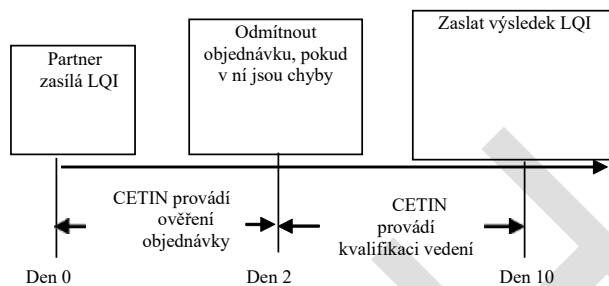 Partner
zasílá LQI
Odmítnout
objednávku, pokud
v ní jsou chyby
Zaslat výsledek LQI
CETIN provádí
ověření
objednávky
CETIN
provádí
kvalifikaci vedení
Den 0
Den 2
Den 10